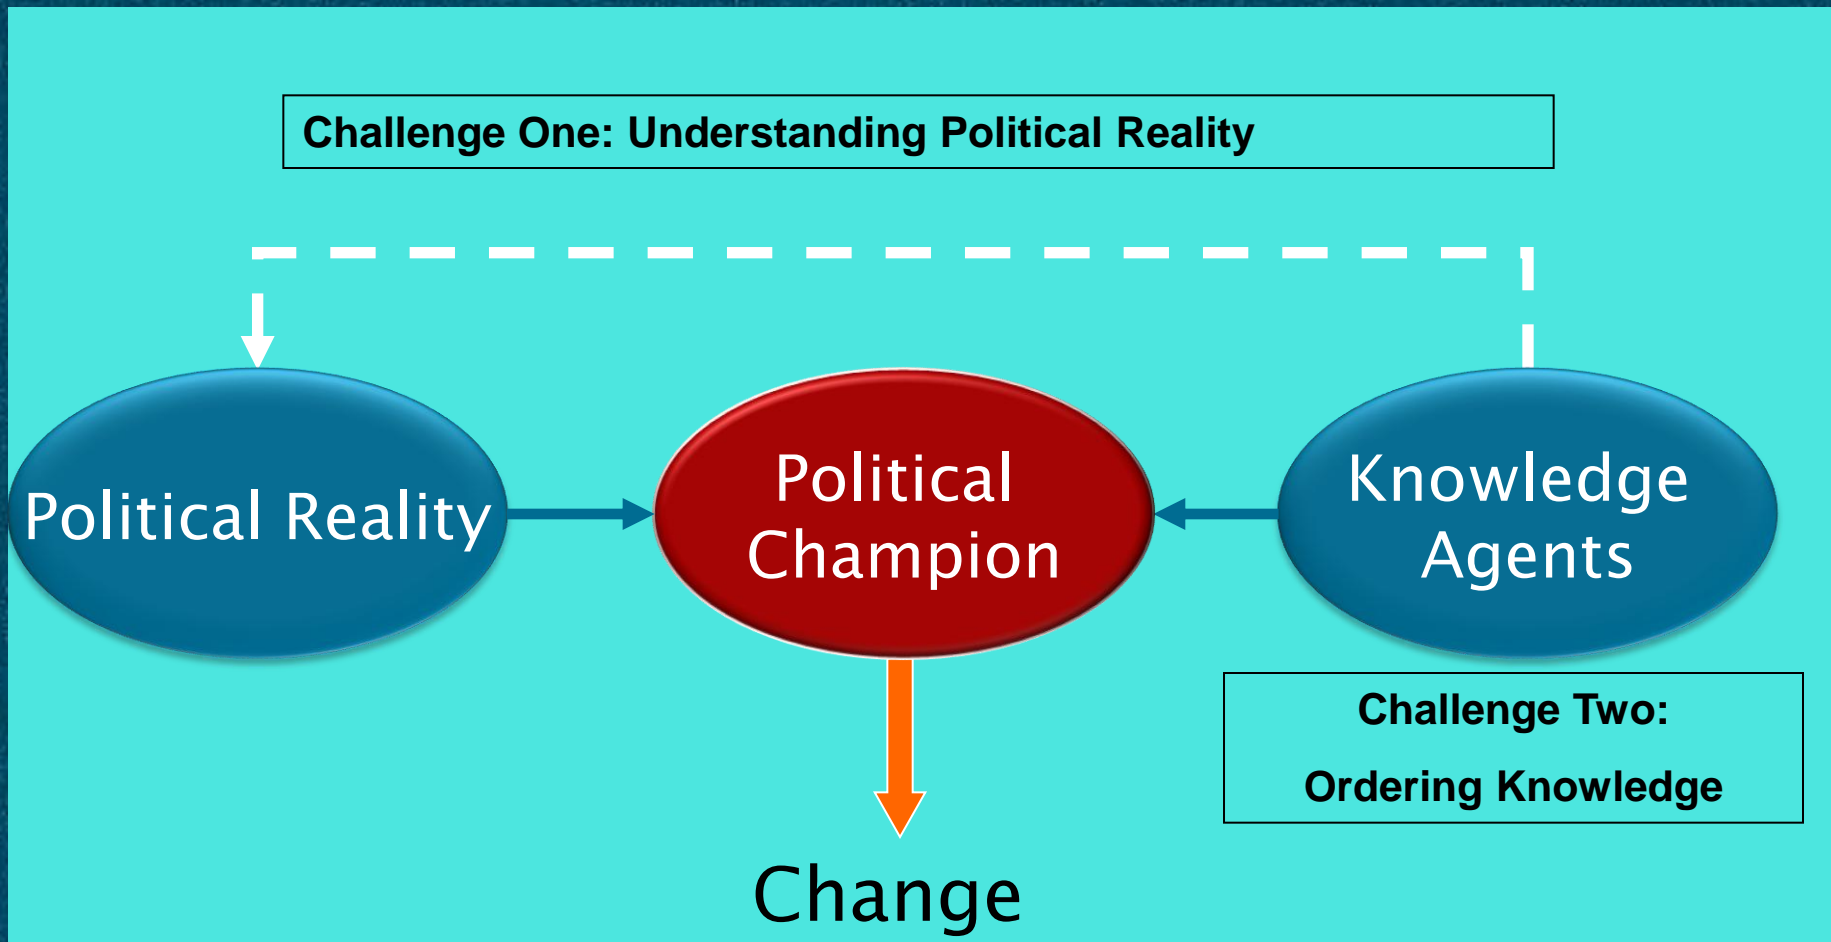 Challenge One: Understanding Political Reality
Political Reality
Political
Champion
Knowledge
Agents
Challenge Two:
Ordering Knowledge
Change